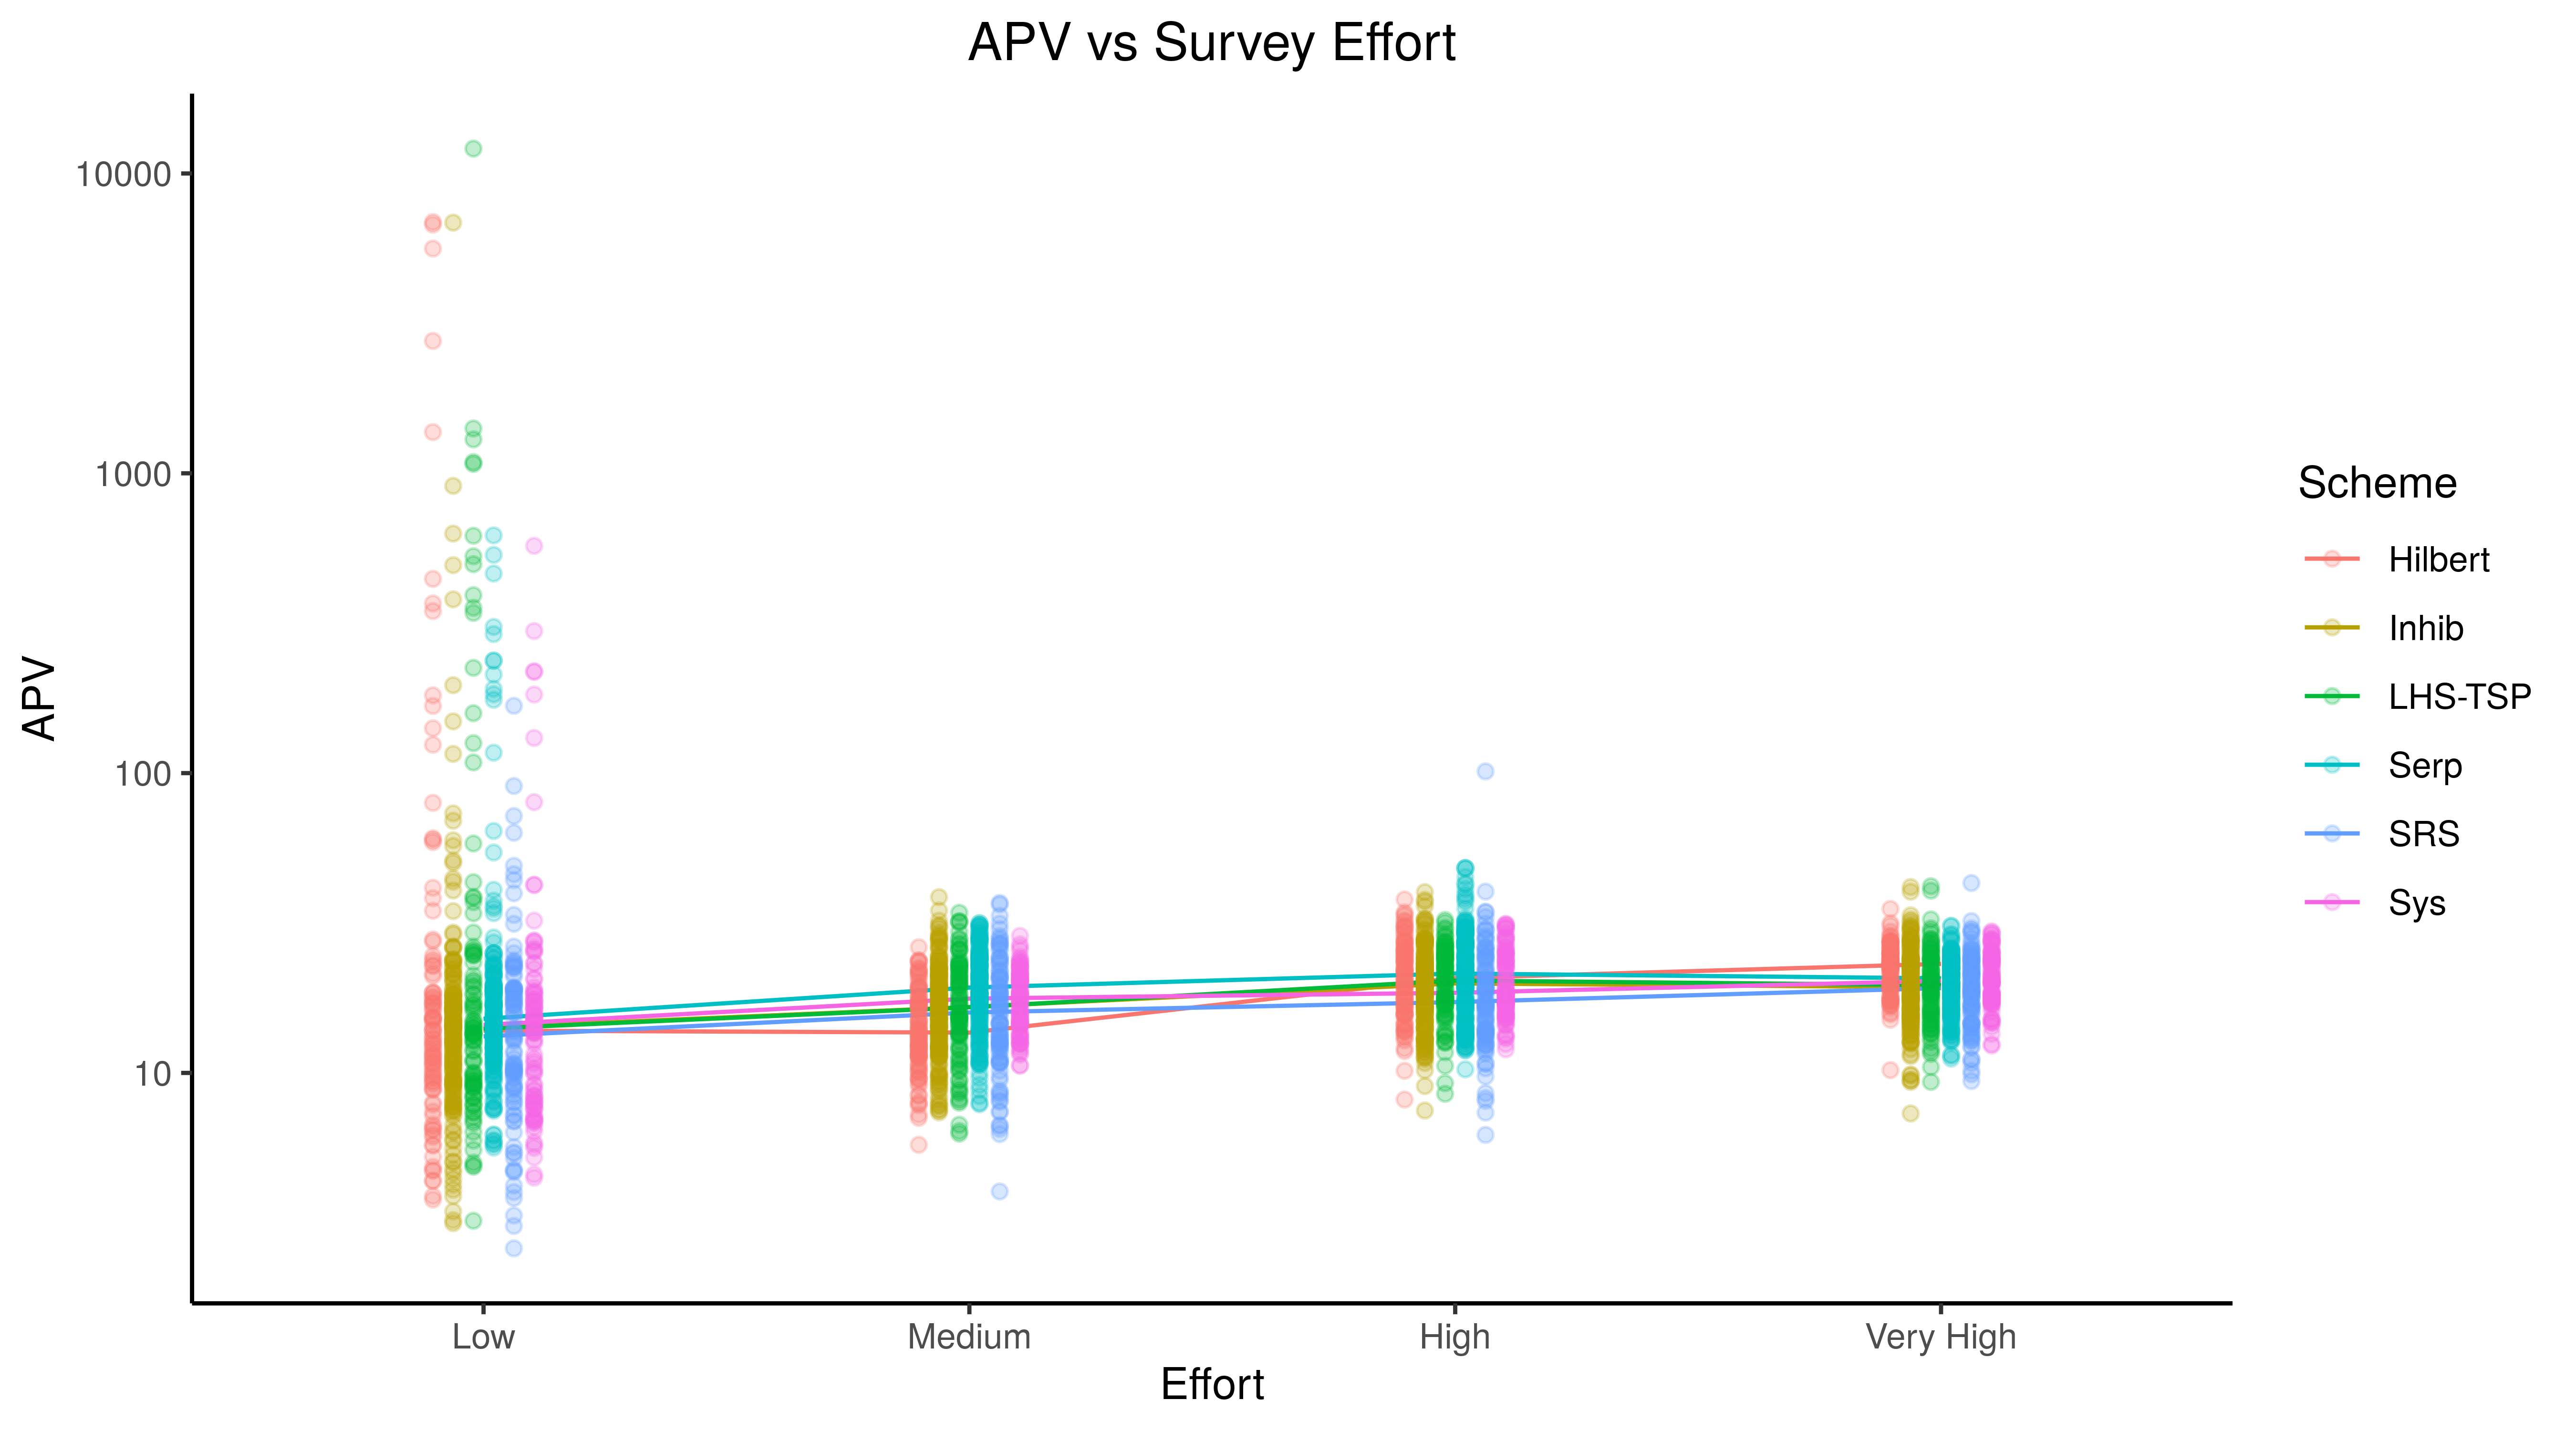 APV vs Survey Effort
APV
10000
1000
100
10
Low
Medium
High
Very High
Effort
Scheme
Hilbert
Inhib
LHS-TSP
Serp
SRS
Sys